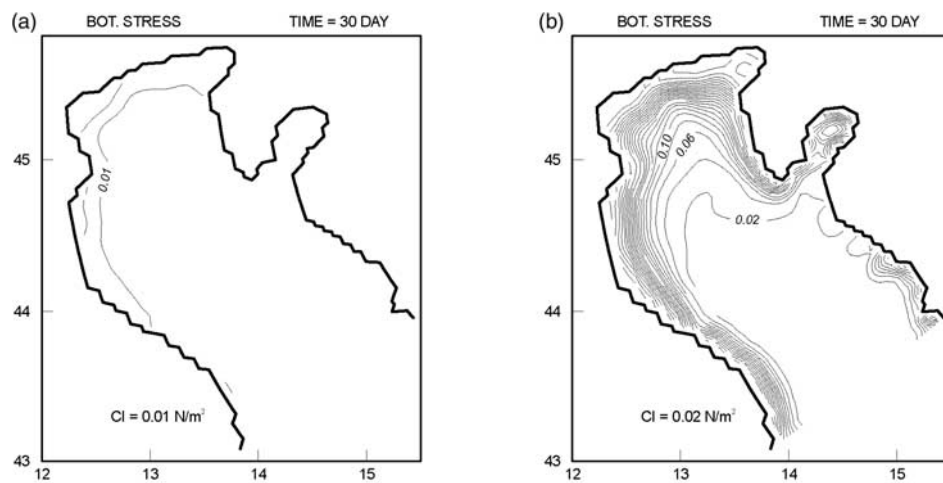 (a) BOT. STRESS TIME = 30 DAY
45
44
43
12 13 14 15
0.01
0.01
CI = 0.01 N/m²
(b) BOT. STRESS TIME = 30 DAY
45
44
43
12 13 14 15
0.10
0.06
0.02
CI = 0.02 N/m²